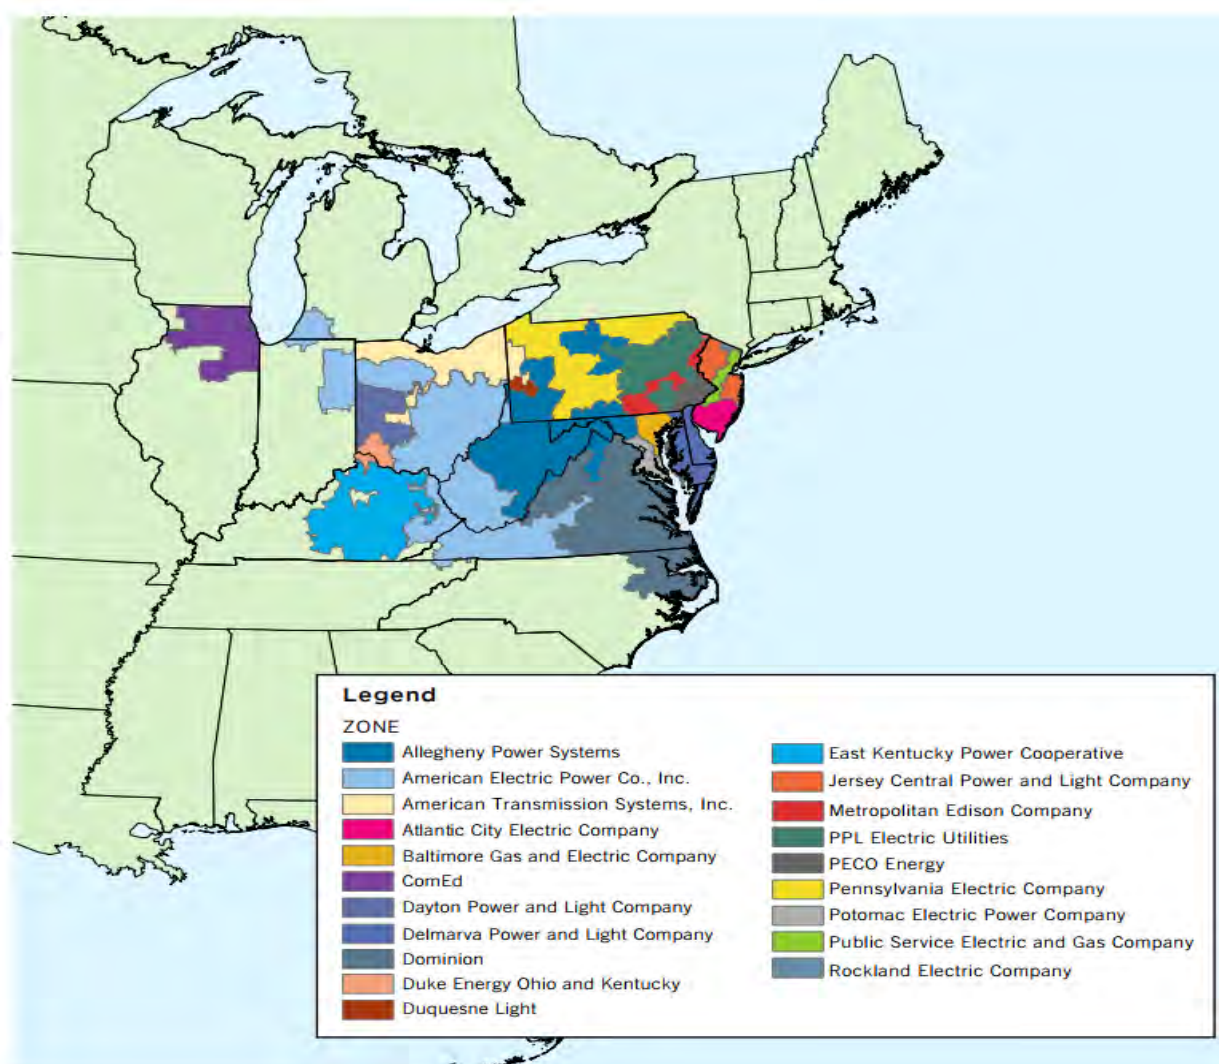 Legend
ZONE
Allegheny Power Systems
American Electric Power Co., Inc.
American Transmission Systems, Inc.
Atlantic City Electric Company
Baltimore Gas and Electric Company
ComEd
Dayton Power and Light Company
Delmarva Power and Light Company
Dominion
Duke Energy Ohio and Kentucky
Duquesne Light
East Kentucky Power Cooperative
Jersey Central Power and Light Company
Metropolitan Edison Company
PPL Electric Utilities
PECO Energy
Pennsylvania Electric Company
Potomac Electric Power Company
Public Service Electric and Gas Company
Rockland Electric Company